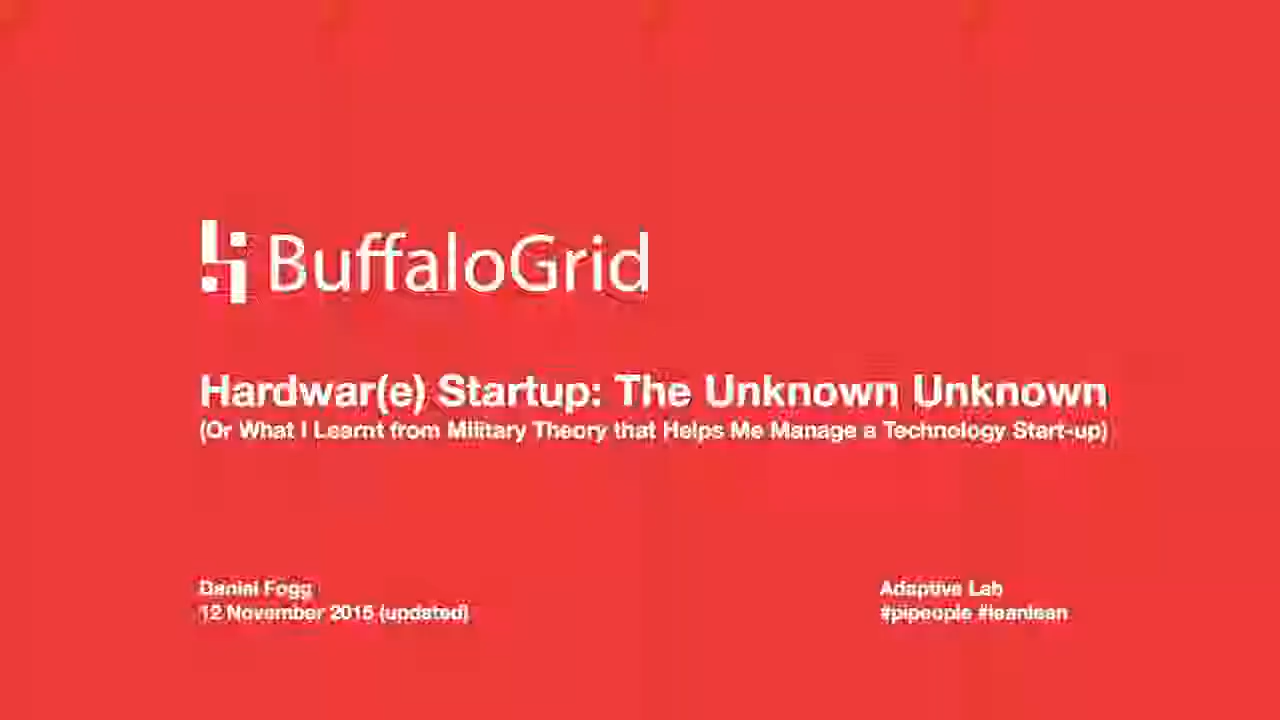 BuffaloGrid
Hardwar(e) Startup: The Unknown Unknown
(Or What I Learnt from Military Theory that Helps Me Manage a Technology Start-up)
Daniel Fogg
12 November 2015 (updated)
Adaptive Lab
#pipeople #leanlean